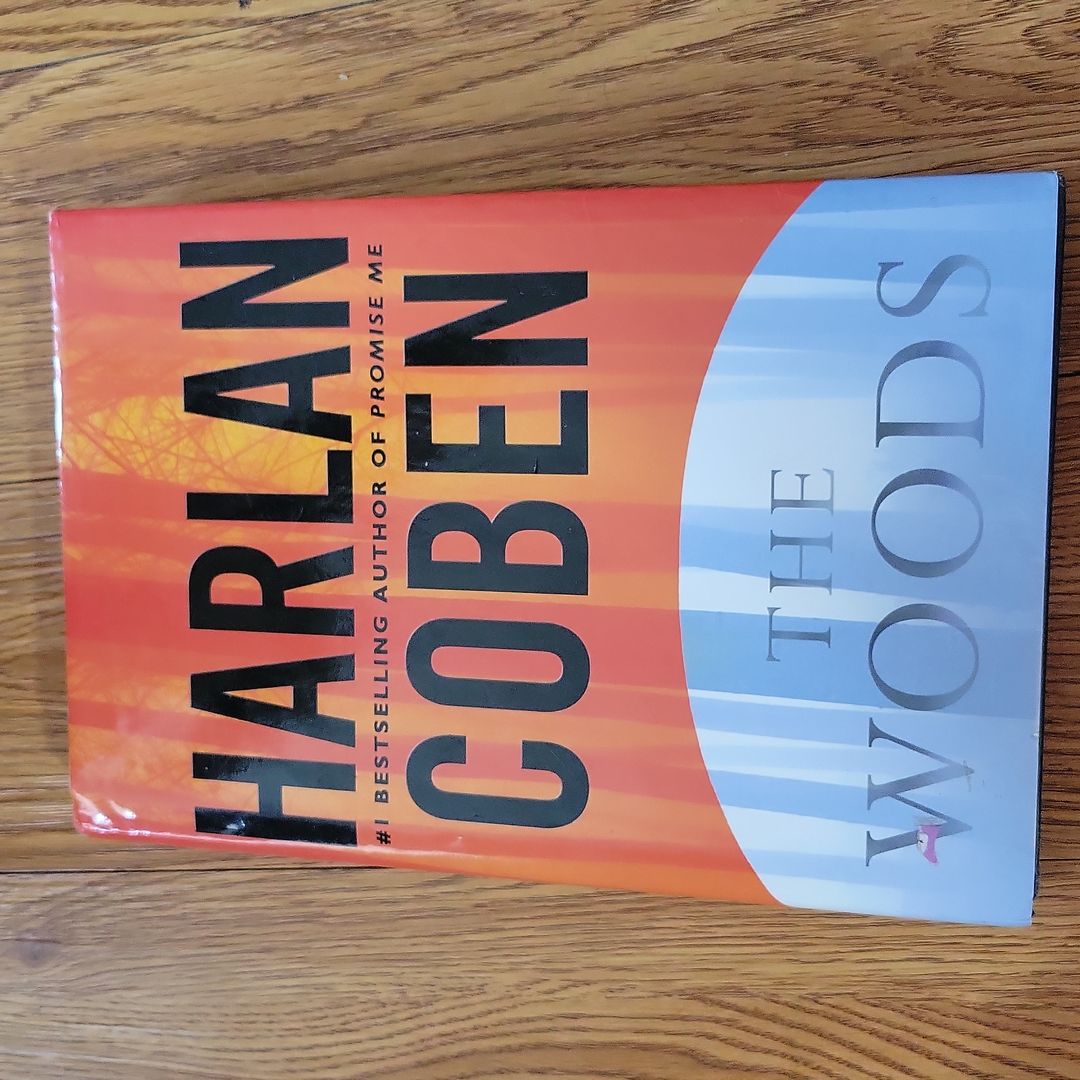 HARLAN
#1 BESTSELLING AUTHOR OF PROMISE ME
COBEN
THE
WOODS